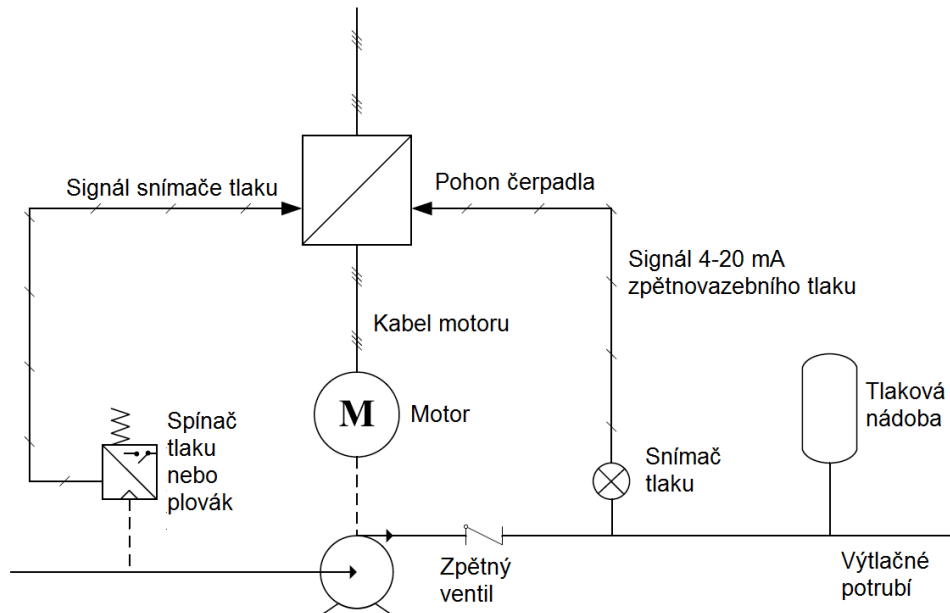 Signál snímače tlaku
Pohon čerpadla
Signál 4-20 mA
zpětnovazebního tlaku
Kabel motoru
M
Motor
Spínač
tlaku
nebo
plovák
Snímač
tlaku
Tlaková
nádoba
Zpětný
ventil
Výtlačné
potrubí